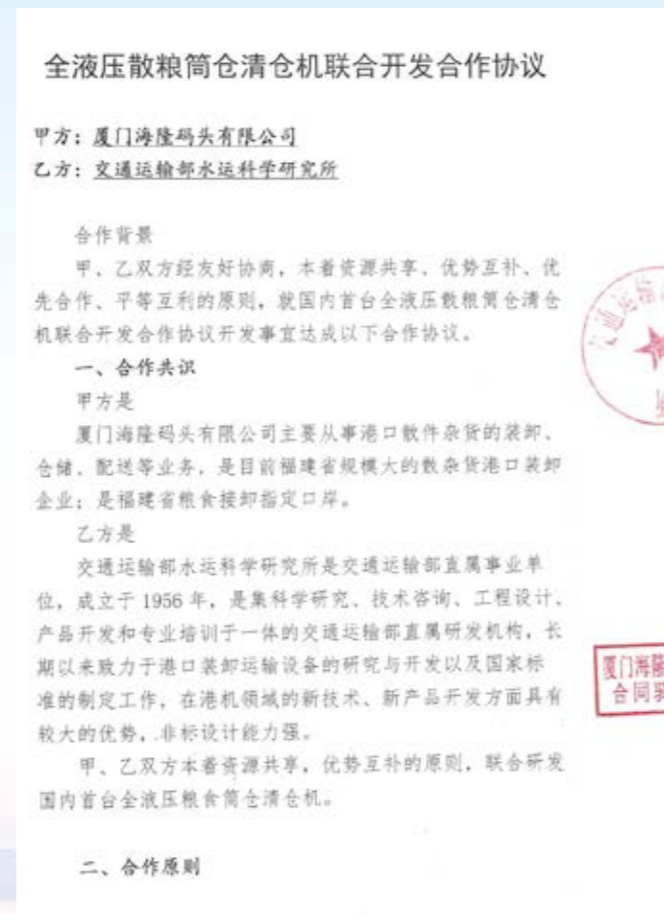 全液压散粮筒仓清仓机联合开发合作协议
甲方：厦门海隆码头有限公司
乙方：交通运输部水运科学研究所
合作背景
甲、乙双方经友好协商，本着资源共享、优势互补、优
先合作、平等互利的原则，就国内首台全液压散粮筒仓清仓
机联合开发合作协议开发事宜达成以下合作协议。
一、合作共识
甲方是
厦门海隆码头有限公司主要从事港口散件杂货的装卸、
仓储、配送等业务，是目前福建省规模大的散杂货港口装卸
企业；是福建省粮食接卸指定口岸。
乙方是
交通运输部水运科学研究所是交通运输部直属事业单
位，成立于 1956 年，是集科学研究、技术咨询、工程设计、
产品开发和专业培训于一体的交通运输部直属研发机构，长
期以来致力于港口装卸运输设备的研究与开发以及国家标
准的制定工作，在港机领域的新技术、新产品开发方面具有
较大的优势，非标设计能力强。
甲、乙双方本着资源共享，优势互补的原则，联合研发
国内首台全液压粮食筒仓清仓机。
二、合作原则
交通运输
厦门海隆
合同